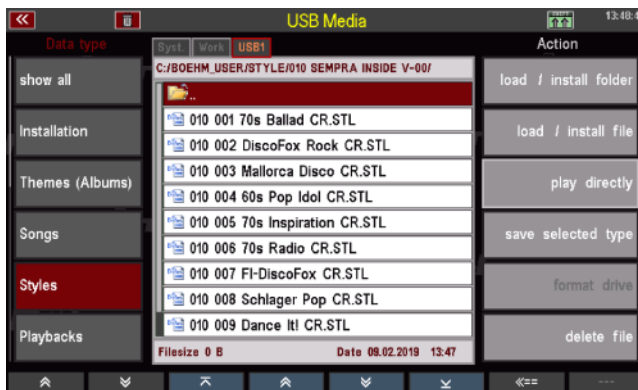 USB Media
13:48:
Data type
Syst. Work USB1
Action
C:/BOEHM_USER/STYLE/010 SEMPRA INSIDE V-00/
show all
Installation
Themes (Albums)
Songs
Styles
Playbacks
..
010 001 70s Ballad CR.STL
010 002 DiscoFox Rock CR.STL
010 003 Mallorca Disco CR.STL
010 004 60s Pop Idol CR.STL
010 005 70s Inspiration CR.STL
010 006 70s Radio CR.STL
010 007 FI-DiscoFox CR.STL
010 008 Schlager Pop CR.STL
010 009 Dance It! CR.STL
Filesize 0 B Date 09.02.2019 13:47
load / install folder
load / install file
play directly
save selected type
format drive
delete file
«==
---